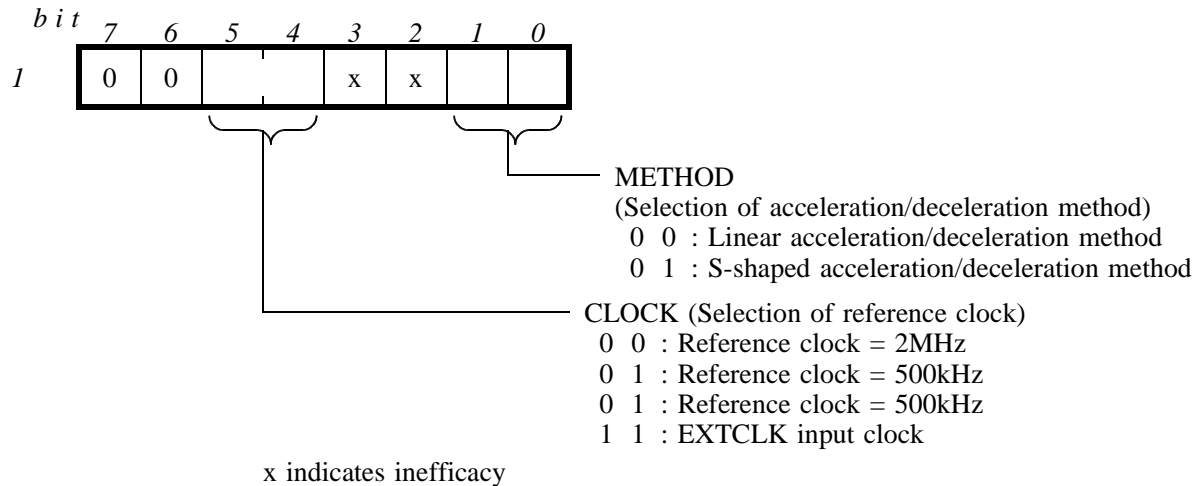 bit 7 6 5 4 3 2 1 0
1 0 0 x x
METHOD
(Selection of acceleration/deceleration method)
0 0 : Linear acceleration/deceleration method
0 1 : S-shaped acceleration/deceleration method
CLOCK (Selection of reference clock)
0 0 : Reference clock = 2MHz
0 1 : Reference clock = 500kHz
0 1 : Reference clock = 500kHz
1 1 : EXTCLK input clock
x indicates inefficacy